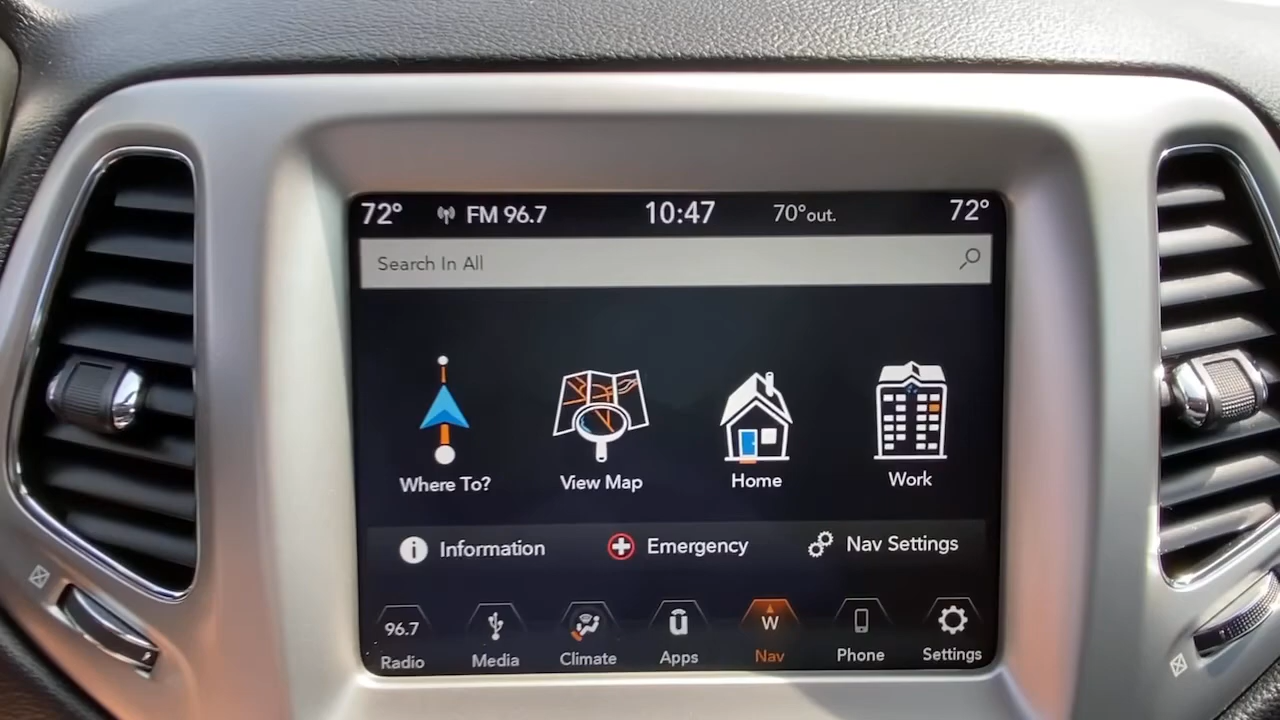 72° FM 96.7 10:47 70° out. 72°
Search In All
Where To? View Map Home Work
i Information Emergency Nav Settings
96.7 W
Radio Media Climate Apps Nav Phone Settings